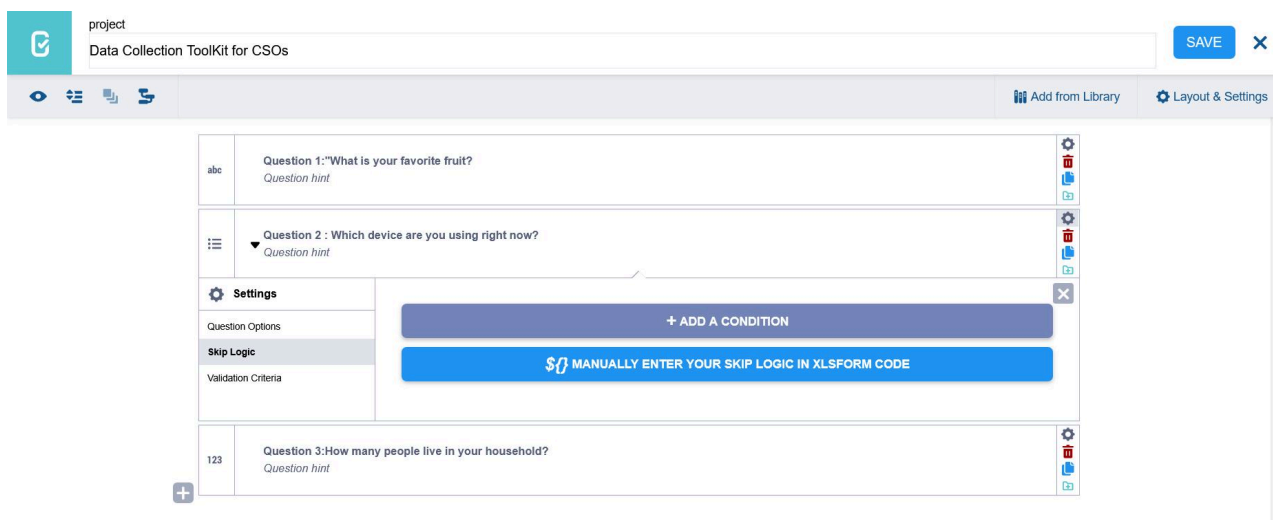 project
Data Collection ToolKit for CSOs
SAVE
Add from Library
Layout & Settings
abc
Question 1:"What is your favorite fruit?
Question hint
Question 2 : Which device are you using right now?
Question hint
Settings
Question Options
Skip Logic
Validation Criteria
+ ADD A CONDITION
${} MANUALLY ENTER YOUR SKIP LOGIC IN XLSFORM CODE
123
Question 3:How many people live in your household?
Question hint